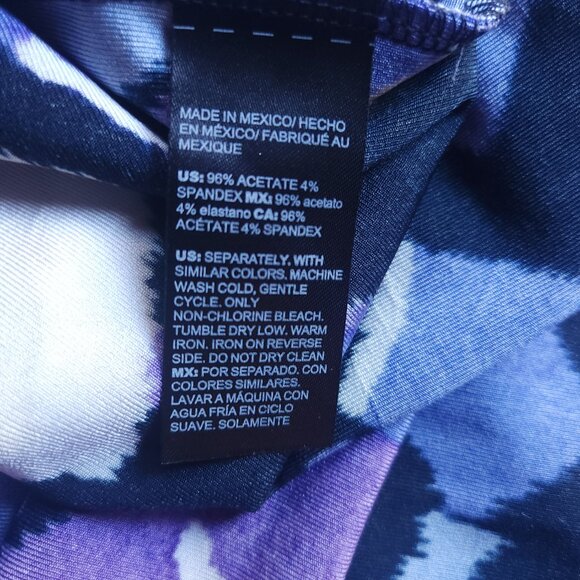 MADE IN MEXICO/ HECHO
EN MÉXICO/ FABRIQUÉ AU
MEXIQUE
US: 96% ACETATE 4%
SPANDEX MX: 96% acetato
4% elastano CA: 96%
ACÉTATE 4% SPANDEX
US: SEPARATELY. WITH
SIMILAR COLORS. MACHINE
WASH COLD, GENTLE
CYCLE. ONLY
NON-CHLORINE BLEACH.
TUMBLE DRY LOW. WARM
IRON. IRON ON REVERSE
SIDE. DO NOT DRY CLEAN
MX: POR SEPARADO. CON
COLORES SIMILARES.
LAVAR A MÁQUINA CON
AGUA FRÍA EN CICLO
SUAVE. SOLAMENTE